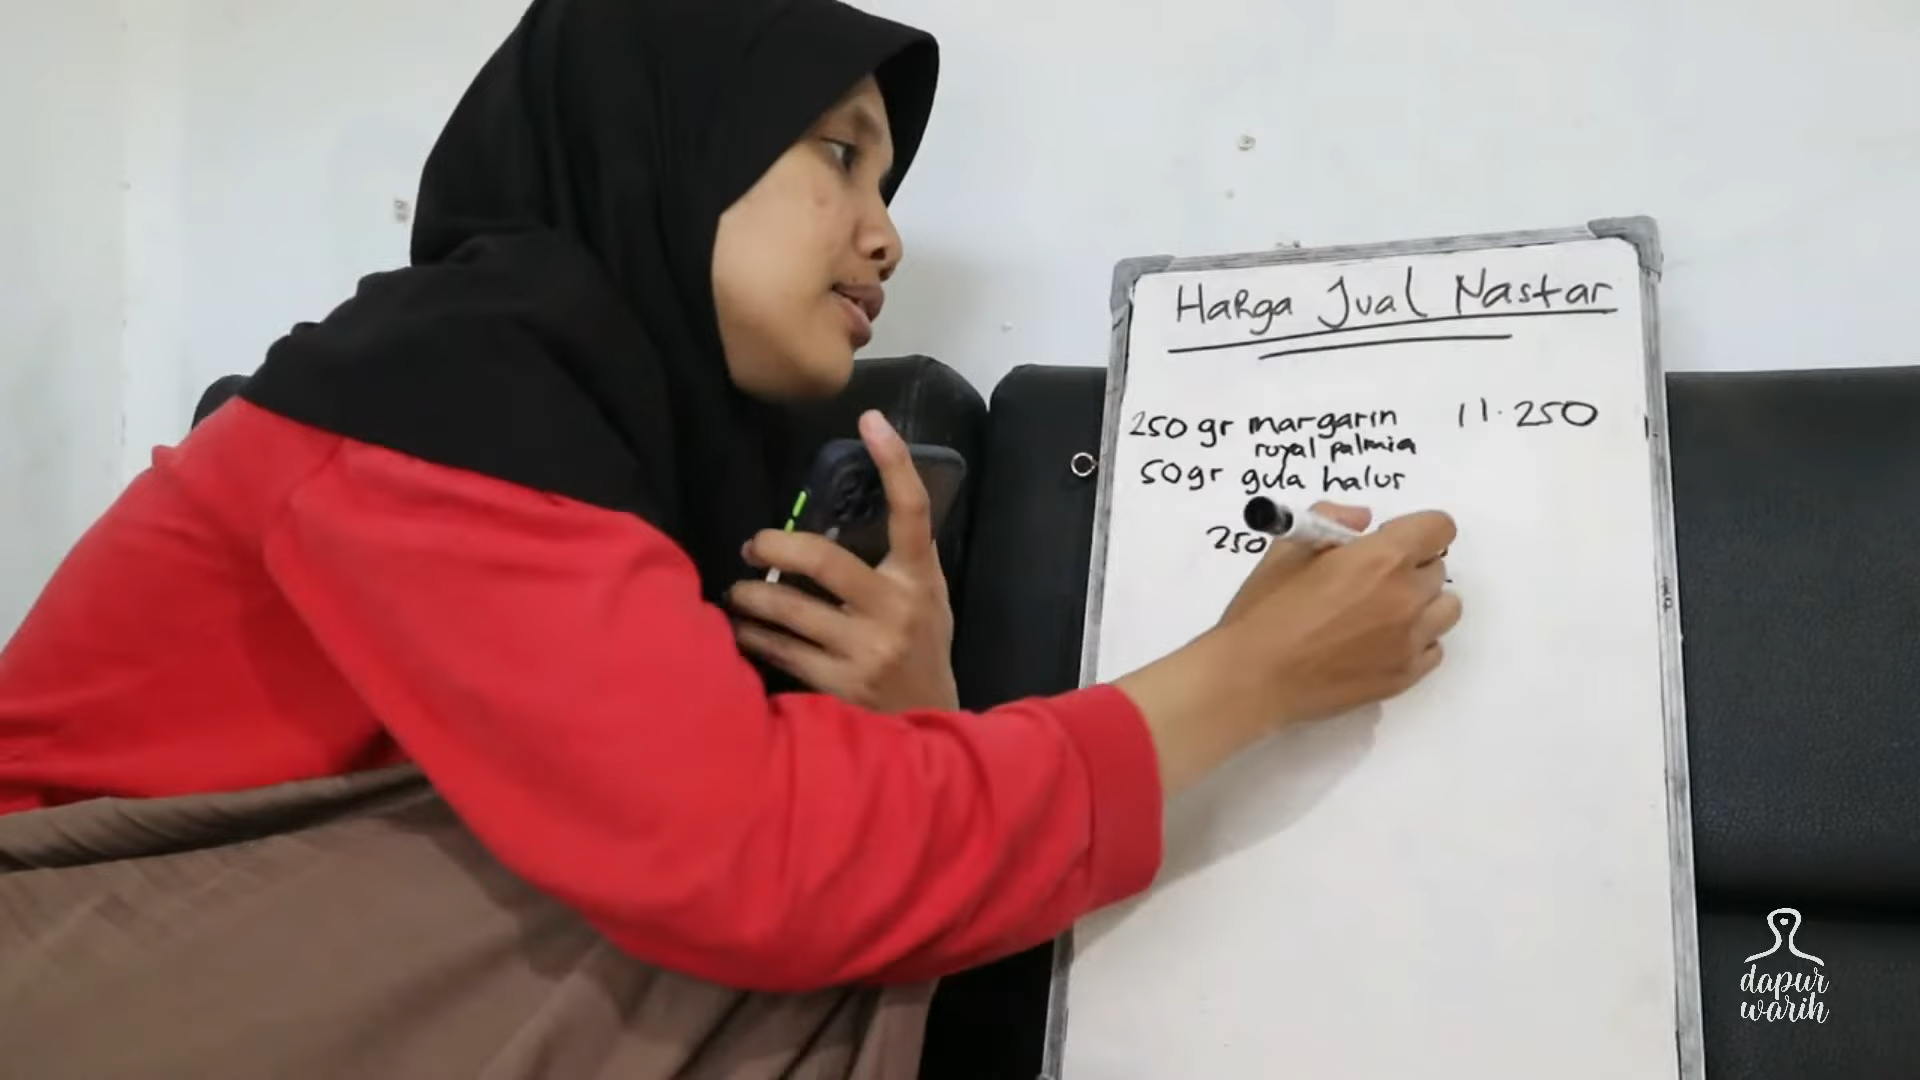 HaRga Jual Nastar
250 gr margarin 11.250
royal palmia
50gr gula halus
250
dapur
warih